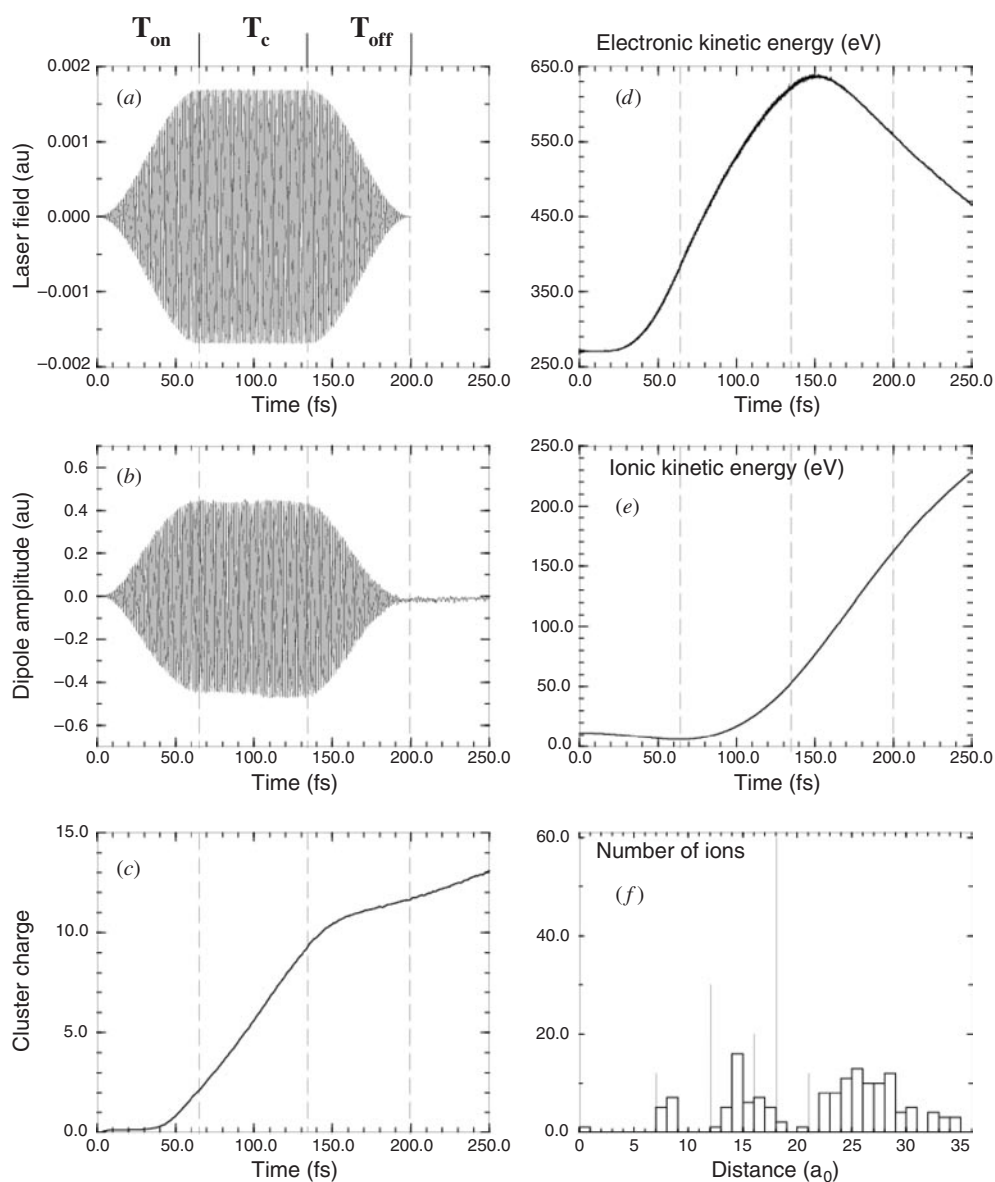 T_on T_c T_off
(a)
Laser field (au)
0.002
0.001
0.000
−0.001
−0.002
0.0 50.0 100.0 150.0 200.0 250.0
Time (fs)
Electronic kinetic energy (eV)
(d)
650.0
550.0
450.0
350.0
250.0
0.0 50.0 100.0 150.0 200.0 250.0
Time (fs)
(b)
Dipole amplitude (au)
0.6
0.4
0.2
0.0
−0.2
−0.4
−0.6
0.0 50.0 100.0 150.0 200.0 250.0
Time (fs)
Ionic kinetic energy (eV)
(e)
250.0
200.0
150.0
100.0
50.0
0.0
0.0 50.0 100.0 150.0 200.0 250.0
Time (fs)
(c)
Cluster charge
15.0
10.0
5.0
0.0
0.0 50.0 100.0 150.0 200.0 250.0
Time (fs)
Number of ions
(f)
60.0
40.0
20.0
0.0
0 5 10 15 20 25 30 35
Distance (a_0)